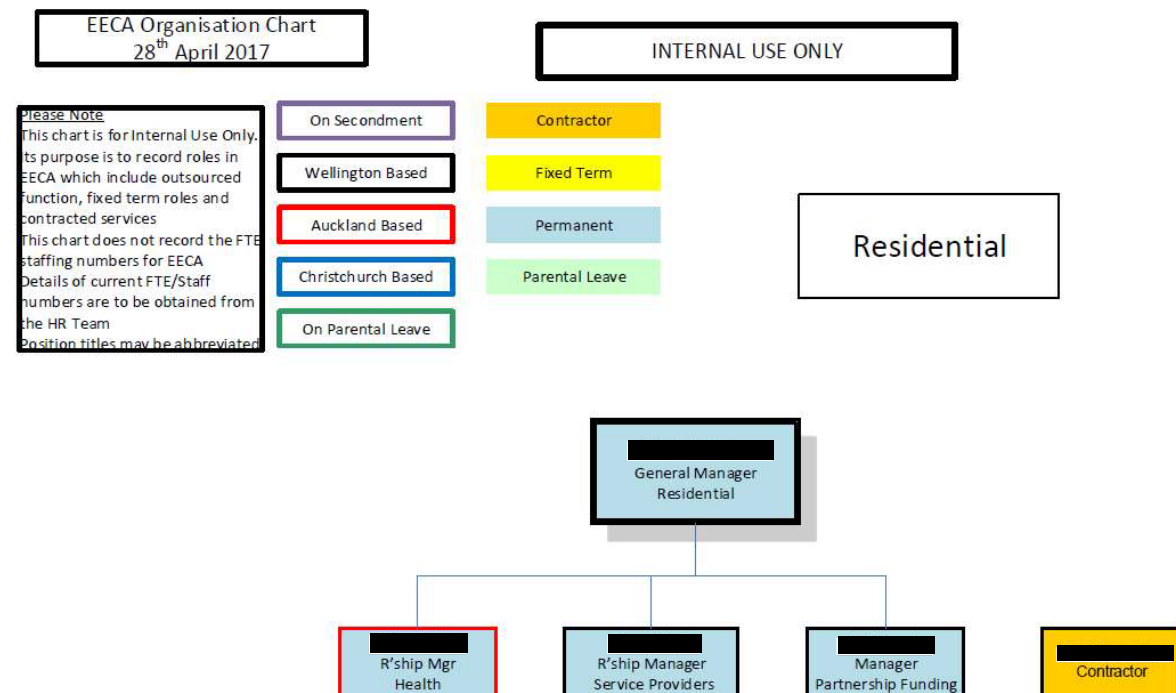 EECA Organisation Chart
28th April 2017
INTERNAL USE ONLY
Please Note
This chart is for Internal Use Only.
Its purpose is to record roles in
EECA which include outsourced
function, fixed term roles and
contracted services
This chart does not record the FTE
staffing numbers for EECA
Details of current FTE/Staff
numbers are to be obtained from
the HR Team
Position titles may be abbreviated
On Secondment
Wellington Based
Auckland Based
Christchurch Based
On Parental Leave
Contractor
Fixed Term
Permanent
Parental Leave
Residential
General Manager
Residential
R'ship Mgr
Health
R'ship Manager
Service Providers
Manager
Partnership Funding
Contractor